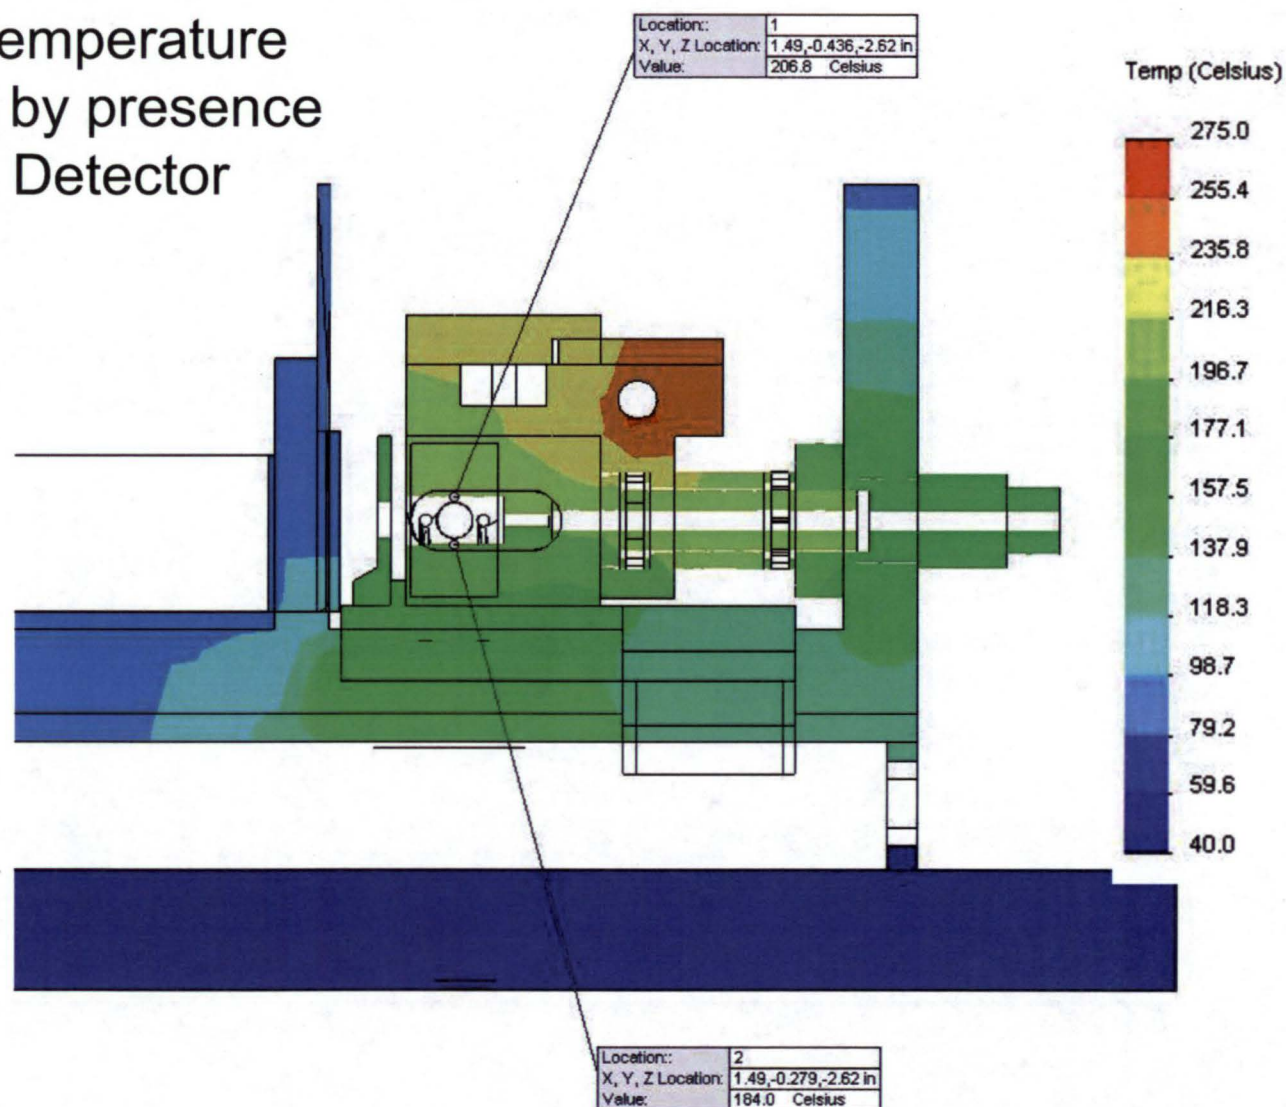 emperature
by presence
Detector
Location:: 1
X, Y, Z Location: 1.49,-0.436,-2.62 in
Value: 206.8 Celsius
Temp (Celsius)
275.0
255.4
235.8
216.3
196.7
177.1
157.5
137.9
118.3
98.7
79.2
59.6
40.0
Location:: 2
X, Y, Z Location: 1.49,-0.279,-2.62 in
Value: 184.0 Celsius